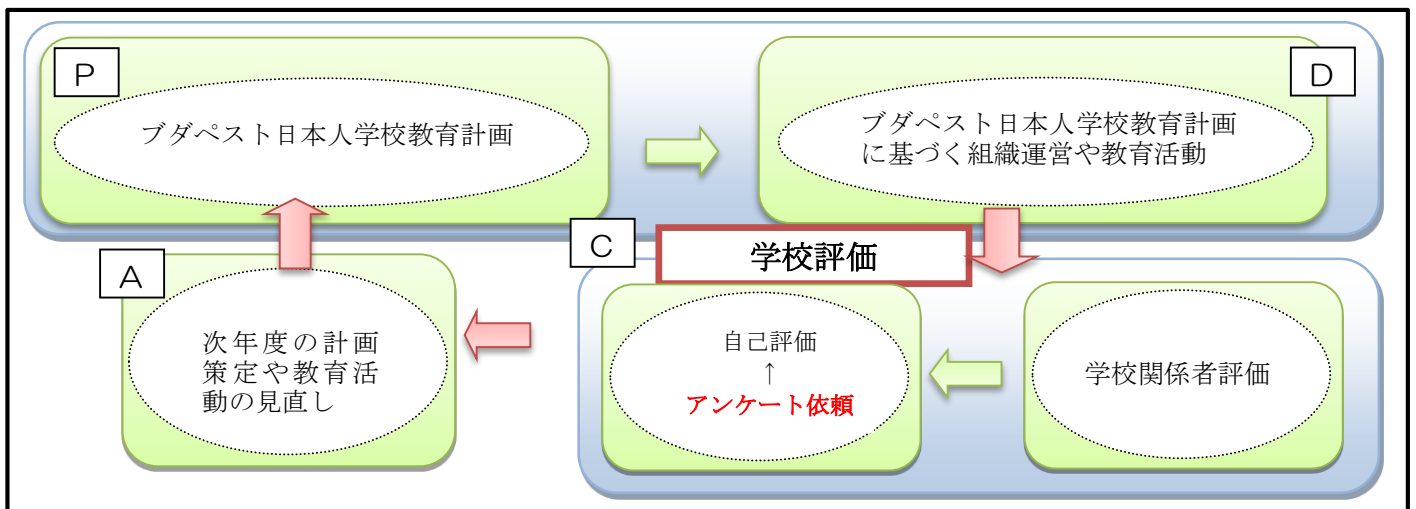 P
ブダペスト日本人学校教育計画
D
ブダペスト日本人学校教育計画
に基づく組織運営や教育活動
C
学校評価
A
次年度の計画
策定や教育活
動の見直し
自己評価
↑
アンケート依頼
学校関係者評価